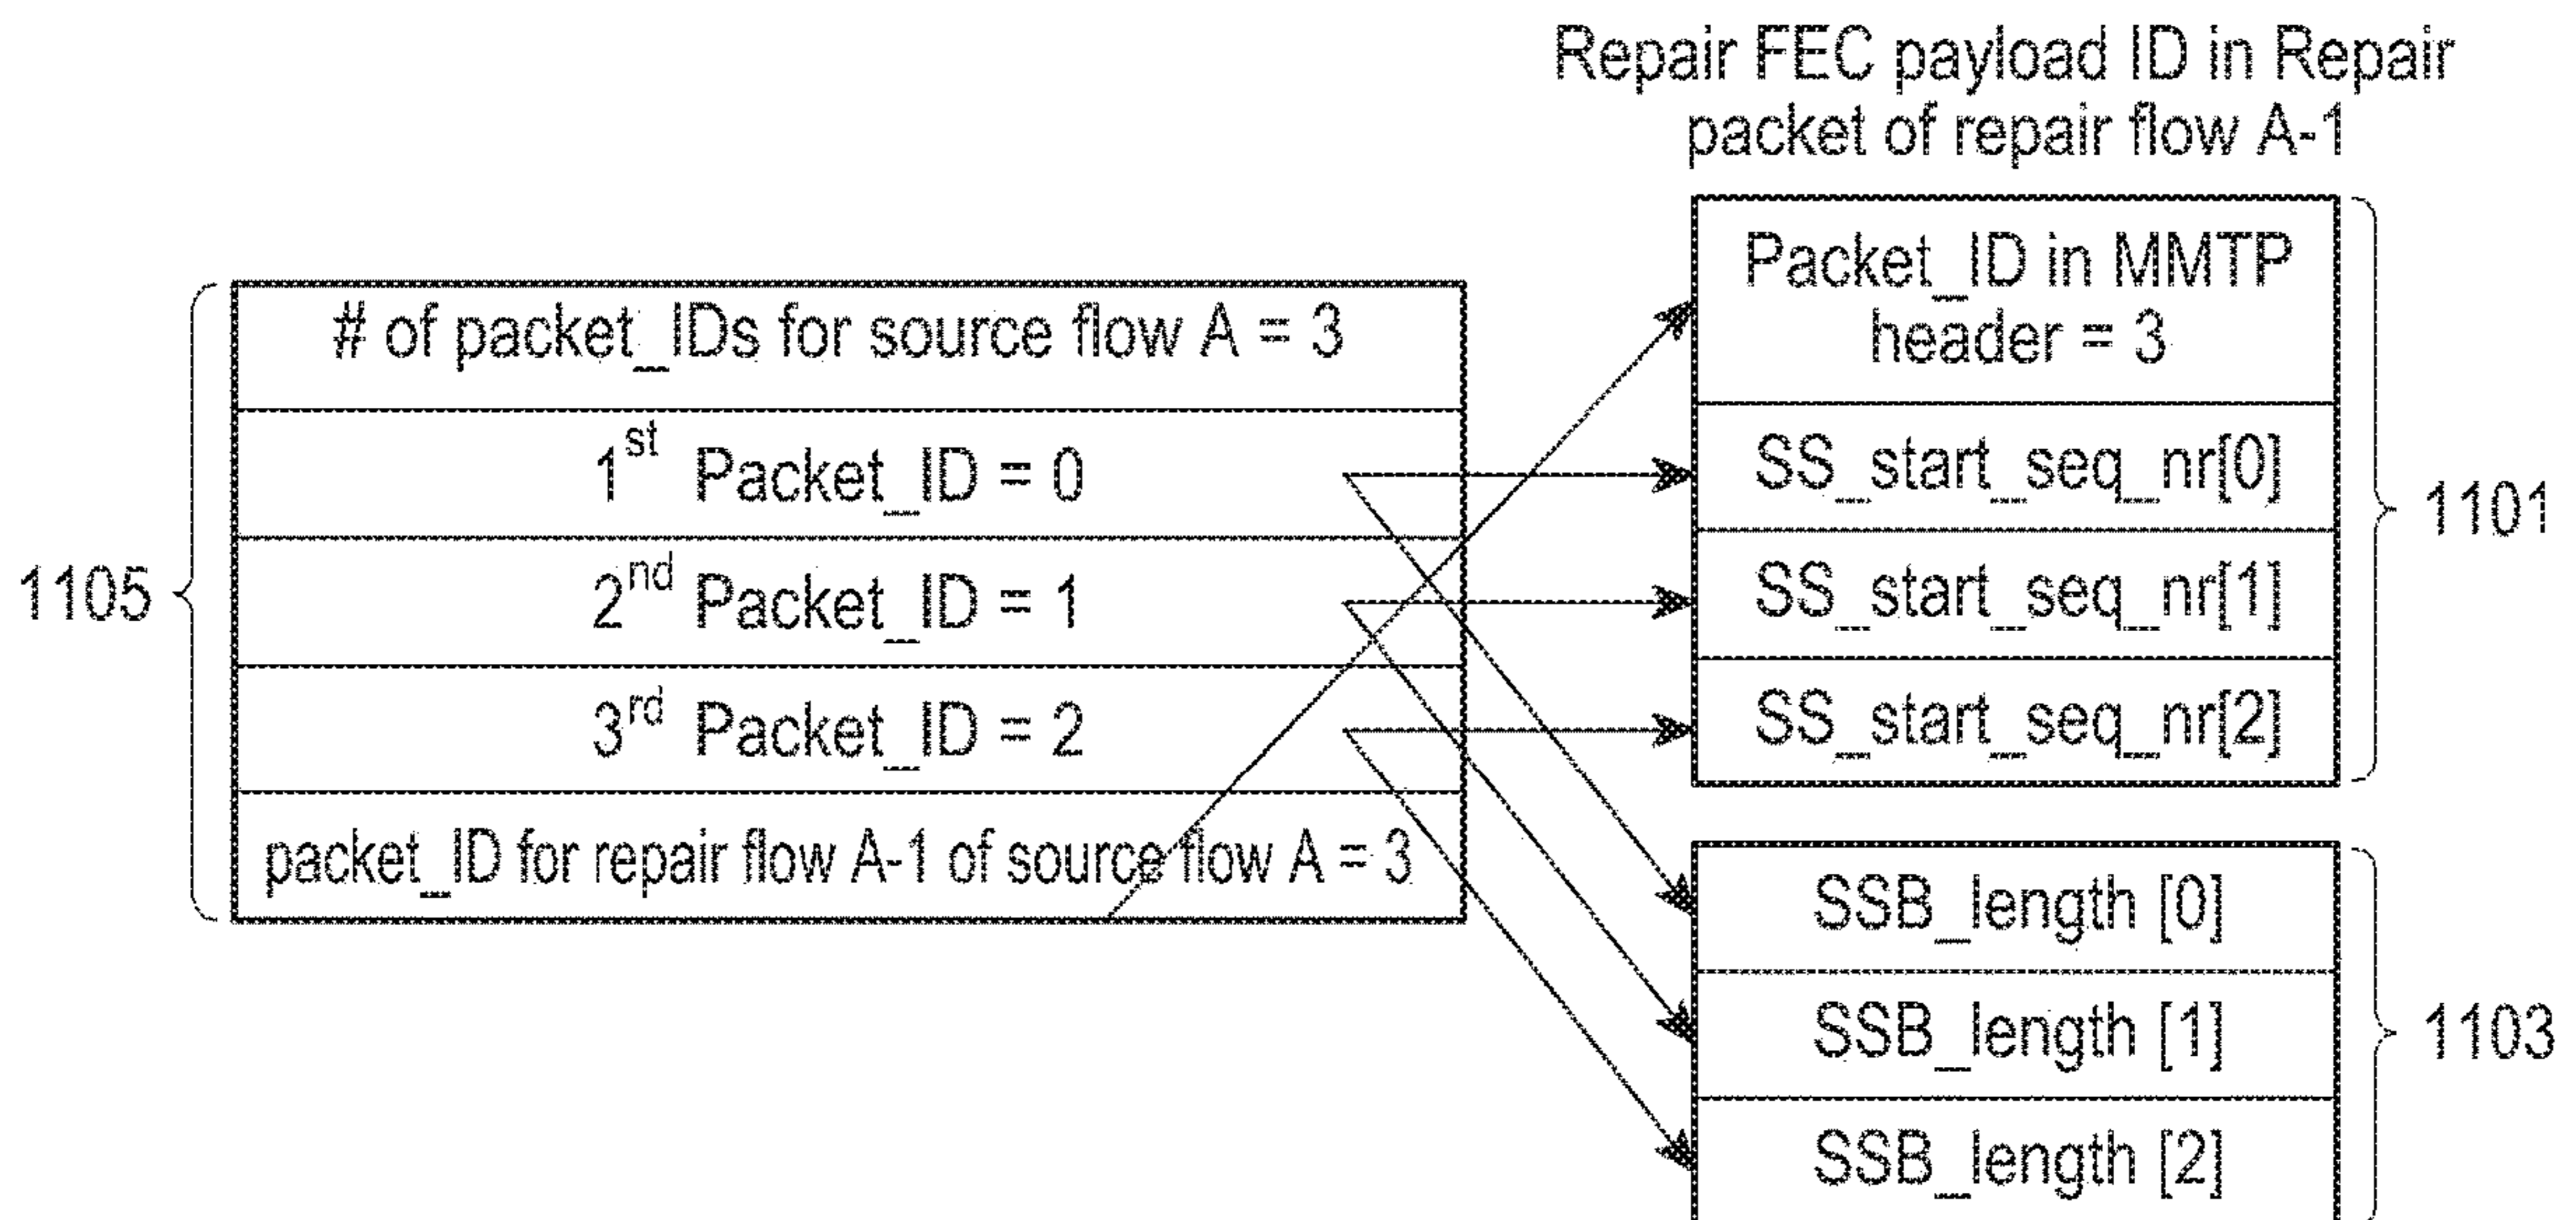 Repair FEC payload ID in Repair
packet of repair flow A-1
1105
# of packet_IDs for source flow A = 3
1st Packet_ID = 0
2nd Packet_ID = 1
3rd Packet_ID = 2
packet_ID for repair flow A-1 of source flow A = 3
Packet_ID in MMTP
header = 3
SS_start_seq_nr[0]
SS_start_seq_nr[1]
SS_start_seq_nr[2]
1101
SSB_length [0]
SSB_length [1]
SSB_length [2]
1103